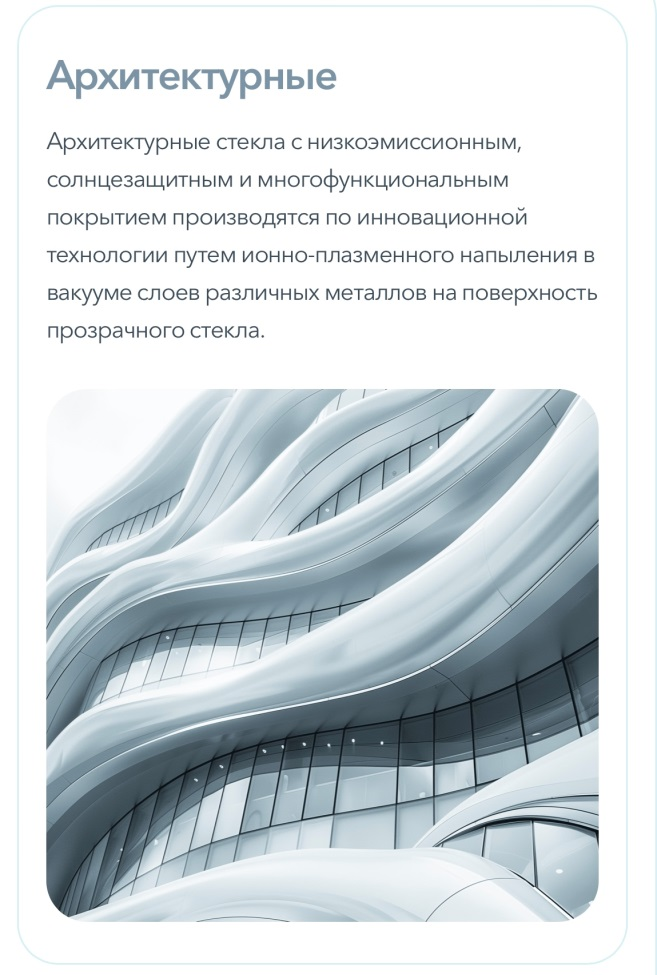 Архитектурные
Архитектурные стекла с низкоэмиссионным,
солнцезащитным и многофункциональным
покрытием производятся по инновационной
технологии путем ионно-плазменного напыления в
вакууме слоев различных металлов на поверхность
прозрачного стекла.